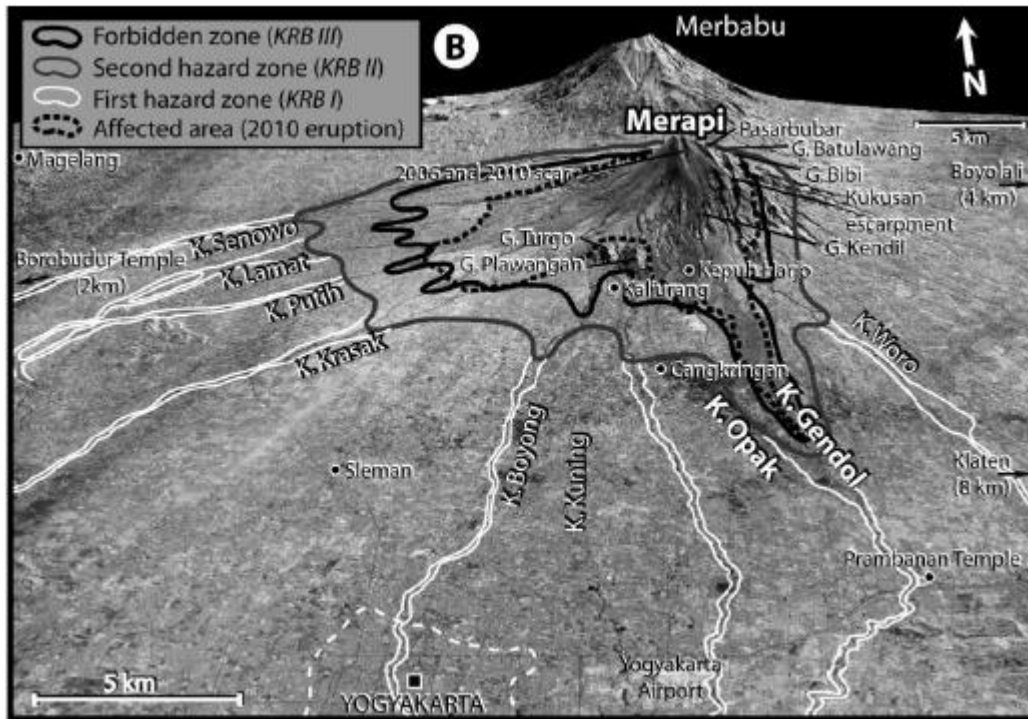 Forbidden zone (KRB III)
Second hazard zone (KRB II)
First hazard zone (KRB I)
Affected area (2010 eruption)
B
Merbabu
N
5 km
Magelang
Merapi
Pasarbubar
G. Batulawang
G. Bibi
Boyolali
(4 km)
Kukusan
escarpment
G. Kendil
2006 and 2010 scar
K. Senowo
Borobudur Temple
(2km)
K. Lamat
K. Putih
K. Krasak
G. Turgo
G. Plawangan
Kepuh Harjo
Kaliurang
Cangkringan
K. Woro
K. Gendol
K. Opak
Klaten
(8 km)
Sleman
K. Boyong
K. Kuning
Prambanan Temple
5 km
YOGYAKARTA
Yogyakarta
Airport